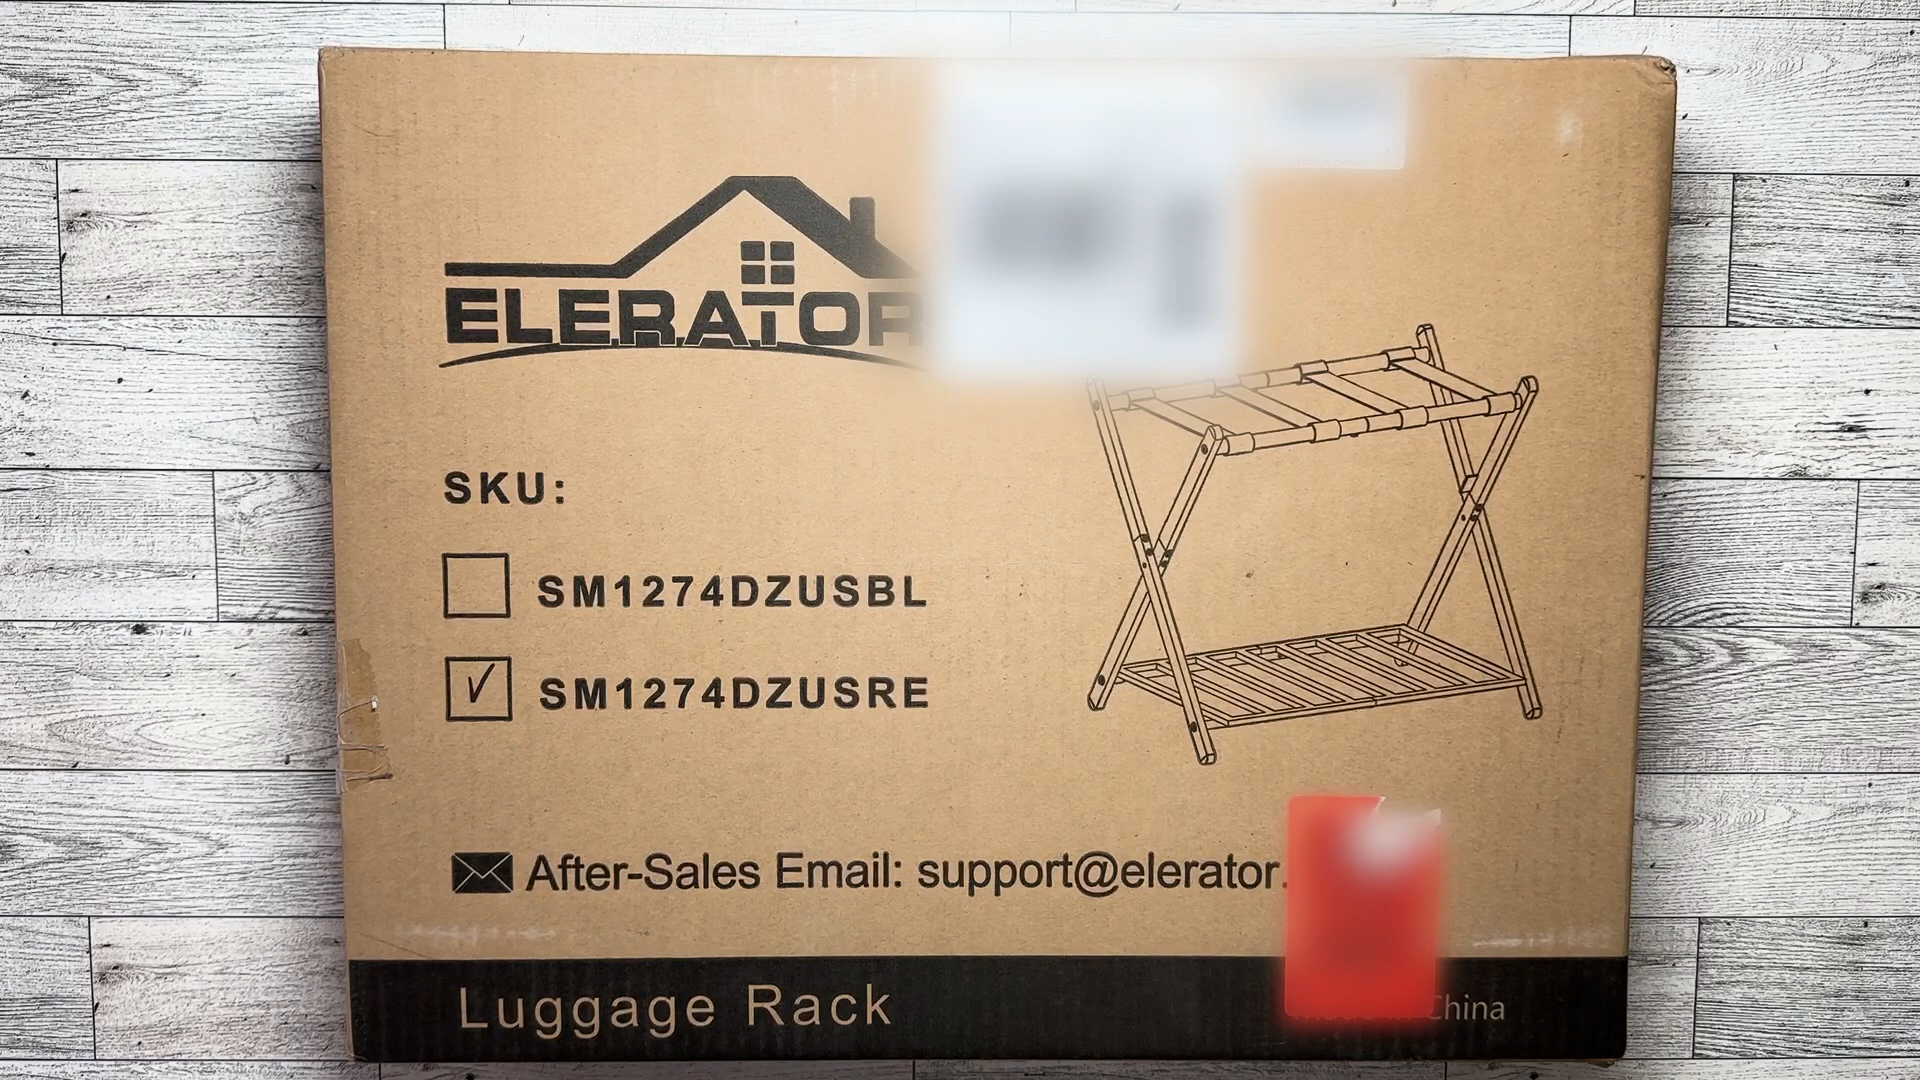 ELERATOR
SKU:
SM1274DZUSBL
SM1274DZUSRE
After-Sales Email: support@elerator.
Luggage Rack
China